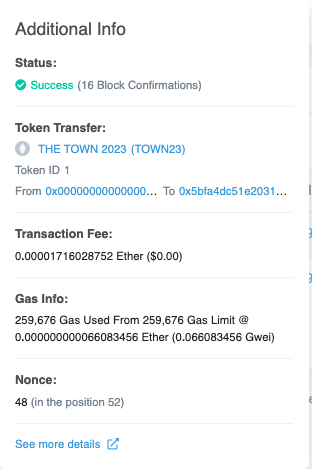 Additional Info
Status:
Success (16 Block Confirmations)
Token Transfer:
THE TOWN 2023 (TOWN23)
Token ID 1
From 0x00000000000000... To 0x5bfa4dc51e2031...
Transaction Fee:
0.00001716028752 Ether ($0.00)
Gas Info:
259,676 Gas Used From 259,676 Gas Limit @
0.000000000066083456 Ether (0.066083456 Gwei)
Nonce:
48 (in the position 52)
See more details